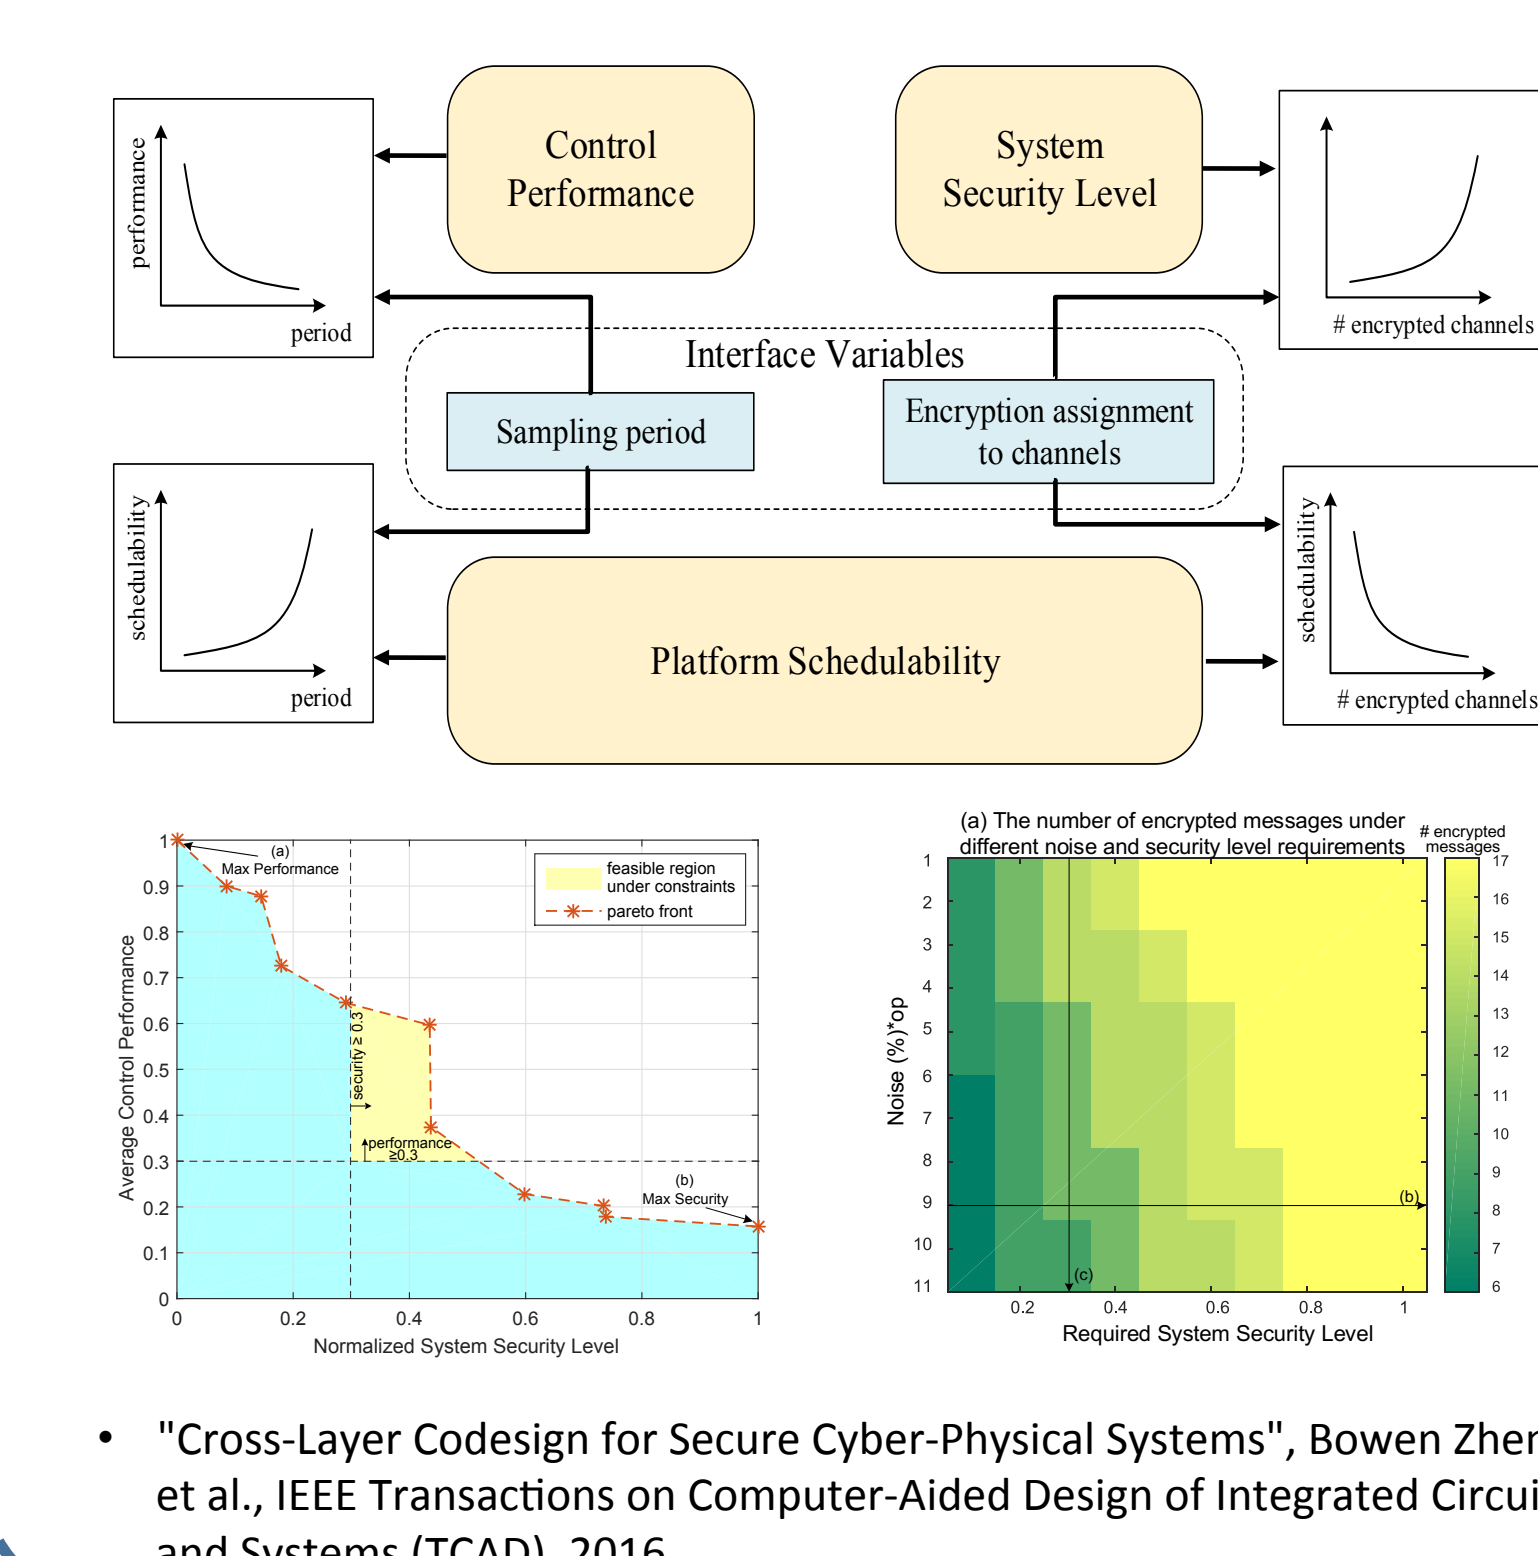 Control
Performance
System
Security Level
performance
period
# encrypted channels
Interface Variables
Sampling period
Encryption assignment
to channels
schedulability
period
Platform Schedulability
schedulability
# encrypted channels
Average Control Performance
1
0.9
0.8
0.7
0.6
0.5
0.4
0.3
0.2
0.1
0
0
0.2
0.4
0.6
0.8
1
Normalized System Security Level
(a)
Max Performance
feasible region
under constraints
pareto front
security ≥ 0.3
performance
≥0.3
(b)
Max Security
(a) The number of encrypted messages under
different noise and security level requirements
# encrypted
messages
Noise (%)*op
1
2
3
4
5
6
7
8
9
10
11
0.2
0.4
0.6
0.8
1
Required System Security Level
(b)
(c)
17
16
15
14
13
12
11
10
9
8
7
6
• "Cross-Layer Codesign for Secure Cyber-Physical Systems", Bowen Zhen
et al., IEEE Transactions on Computer-Aided Design of Integrated Circui
and Systems (TCAD), 2016